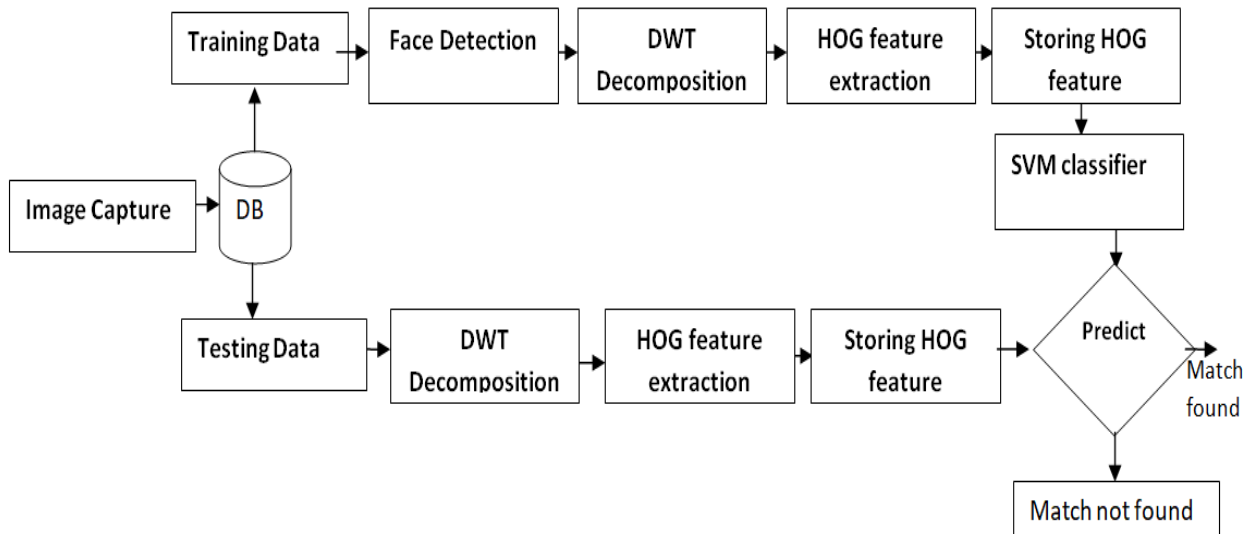 Training Data
Face Detection
DWT
Decomposition
HOG feature
extraction
Storing HOG
feature
SVM classifier
Image Capture
DB
Testing Data
DWT
Decomposition
HOG feature
extraction
Storing HOG
feature
Predict
Match
found
Match not found